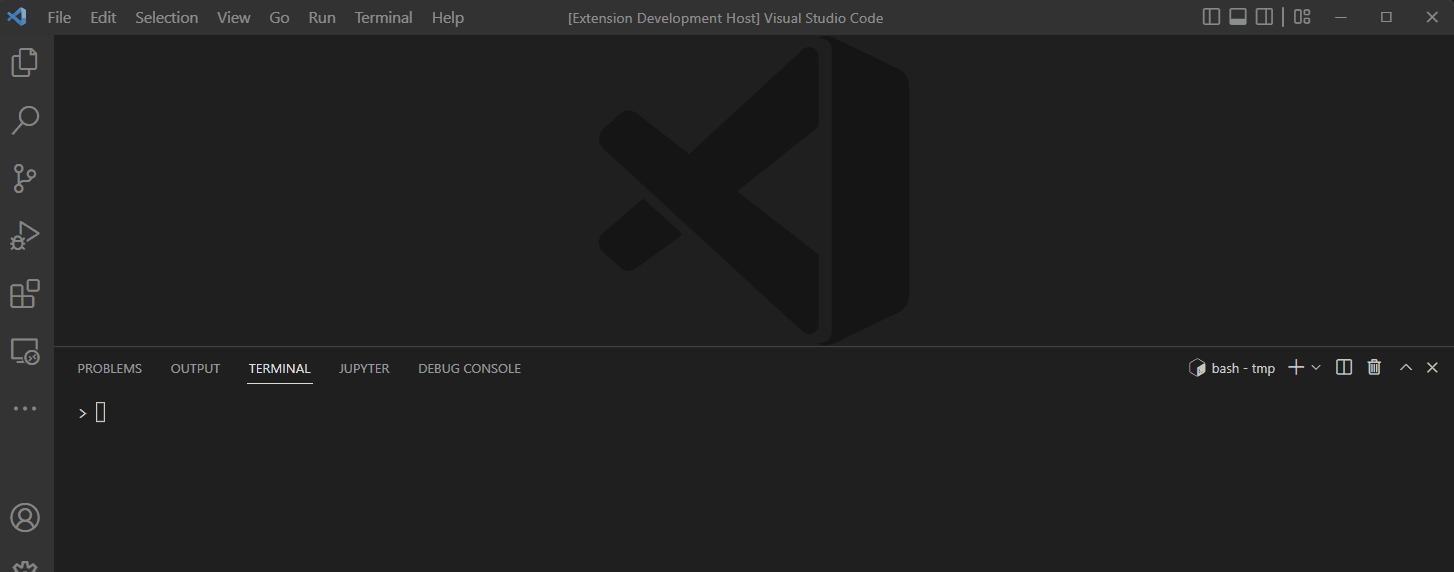 File Edit Selection View Go Run Terminal Help [Extension Development Host] Visual Studio Code
PROBLEMS OUTPUT TERMINAL JUPYTER DEBUG CONSOLE bash - tmp
>